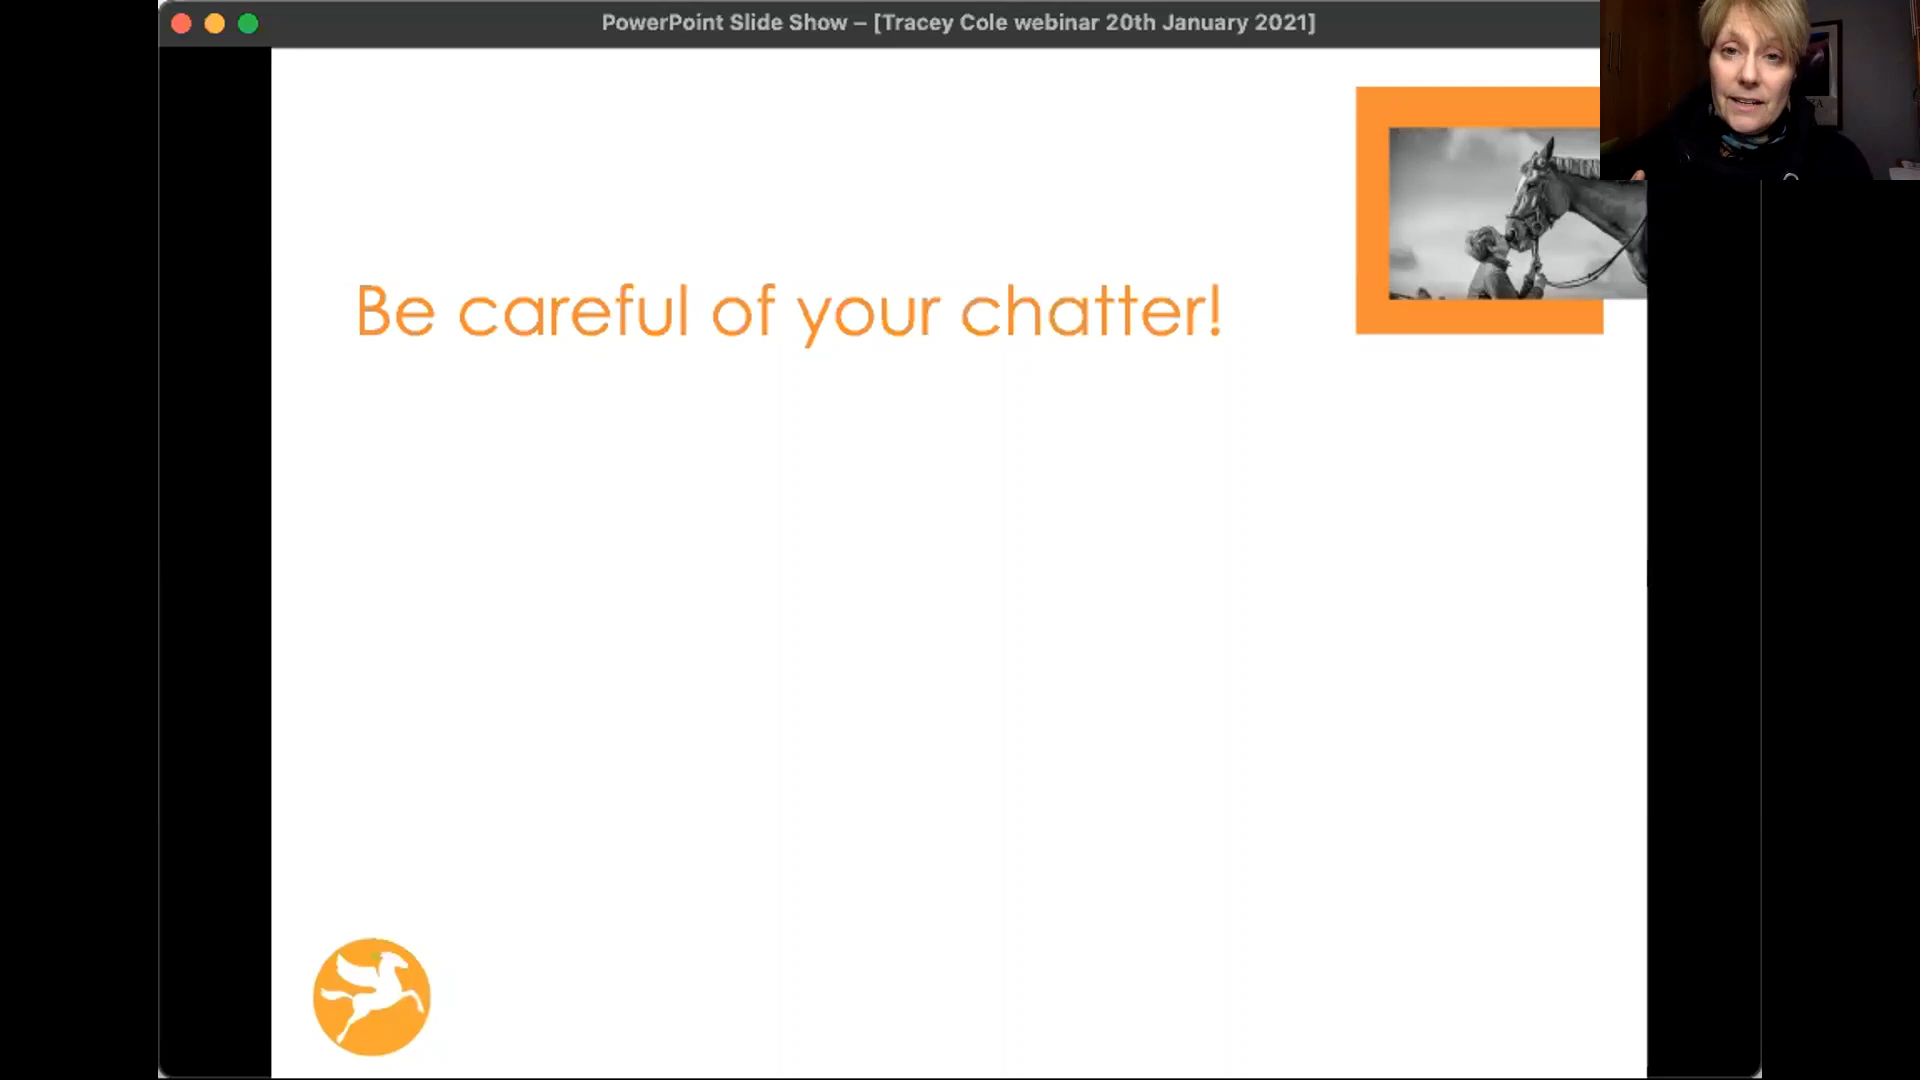 PowerPoint Slide Show – [Tracey Cole webinar 20th January 2021]
Be careful of your chatter!